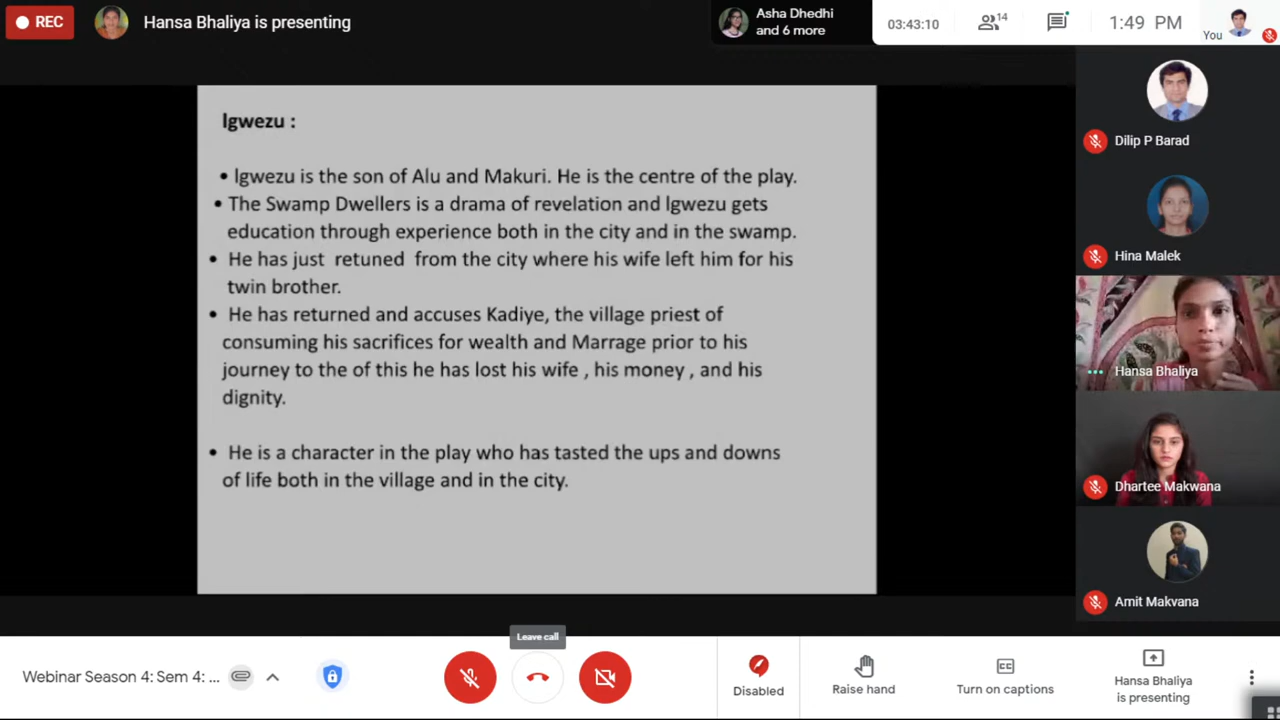 REC
Hansa Bhaliya is presenting
Asha Dhedhi
and 6 more
03:43:10
14
1:49 PM
You
Igwezu :
• Igwezu is the son of Alu and Makuri. He is the centre of the play.
• The Swamp Dwellers is a drama of revelation and Igwezu gets
education through experience both in the city and in the swamp.
• He has just retuned from the city where his wife left him for his
twin brother.
• He has returned and accuses Kadiye, the village priest of
consuming his sacrifices for wealth and Marrage prior to his
journey to the of this he has lost his wife , his money , and his
dignity.
• He is a character in the play who has tasted the ups and downs
of life both in the village and in the city.
Dilip P Barad
Hina Malek
Hansa Bhaliya
Dhartee Makwana
Amit Makvana
Leave call
Webinar Season 4: Sem 4: ...
Disabled
Raise hand
Turn on captions
Hansa Bhaliya
is presenting